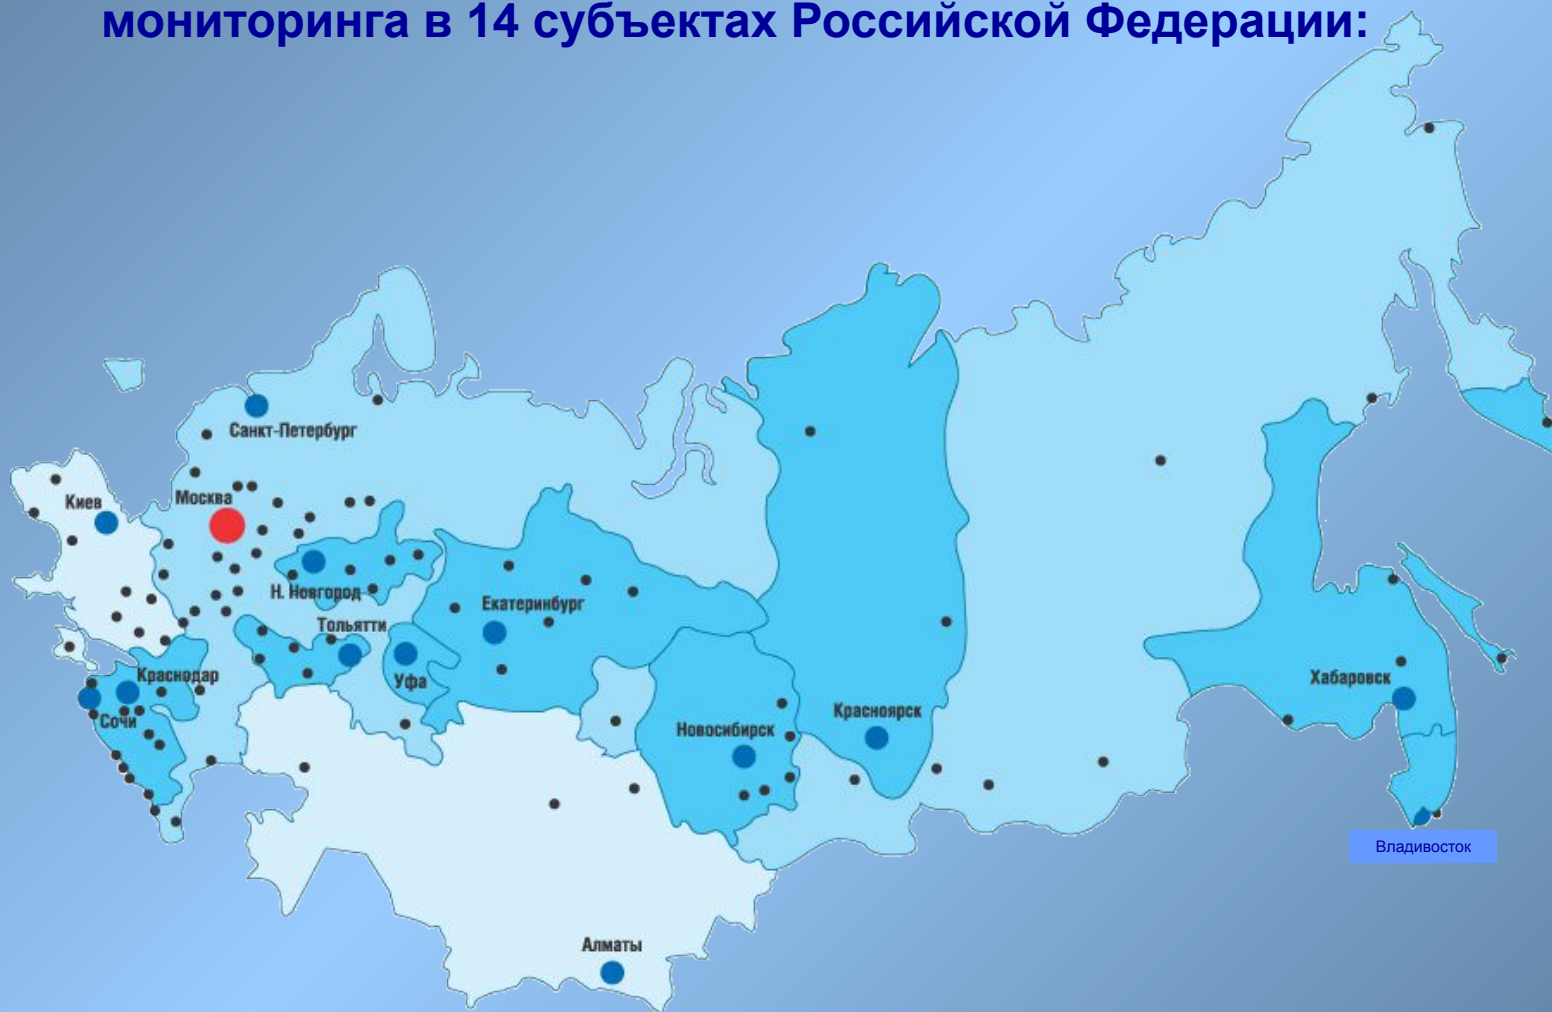 мониторинга в 14 субъектах Российской Федерации:
Санкт-Петербург
Киев
Москва
Н. Новгород
Екатеринбург
Тольятти
Уфа
Краснодар
Сочи
Новосибирск
Красноярск
Хабаровск
Владивосток
Алматы